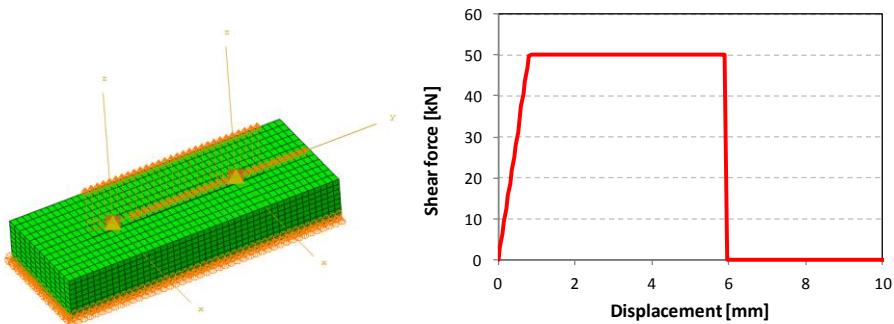 z
z
y
x
x
Shear force [kN]
60
50
40
30
20
10
0
0 2 4 6 8 10
Displacement [mm]